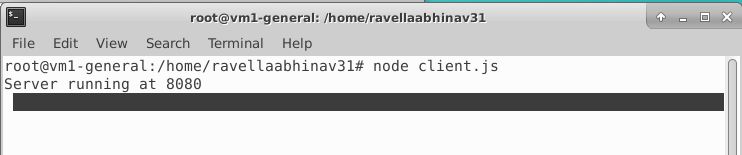 root@vm1-general: /home/ravellaabhinav31
File Edit View Search Terminal Help
root@vm1-general:/home/ravellaabhinav31# node client.js
Server running at 8080